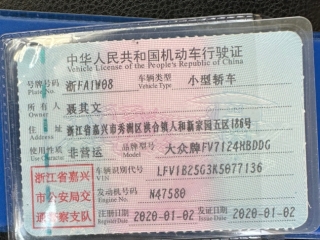 中华人民共和国机动车行驶证
Vehicle License of the People's Republic of China
号牌号码 浙FA1W08 车辆类型 小型轿车
Plate No. Vehicle Type
所有人 聂其文
Owner
住址 浙江省嘉兴市秀洲区洪合镇人和新家园五区186号
Address
使用性质 非营运 品牌型号 大众牌FV7124HBDDG
Use Character Model
车辆识别代号 LFV1B25G3K5077136
VIN
发动机号码 N47580
Engine No.
注册日期 2020-01-02 发证日期 2020-01-02
Register Date Issue Date
浙江省嘉兴
市公安局交
通警察支队